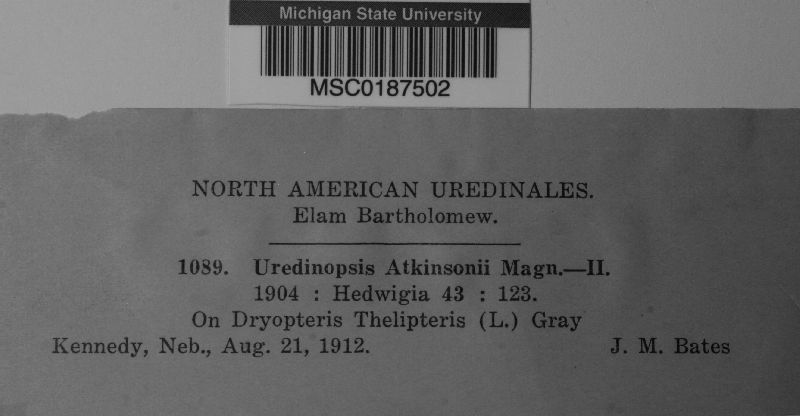 Michigan State University
MSC0187502
NORTH AMERICAN UREDINALES.
Elam Bartholomew.
1089. Uredinopsis Atkinsonii Magn.—II.
1904 : Hedwigia 43 : 123.
On Dryopteris Thelipteris (L.) Gray
Kennedy, Neb., Aug. 21, 1912. J. M. Bates